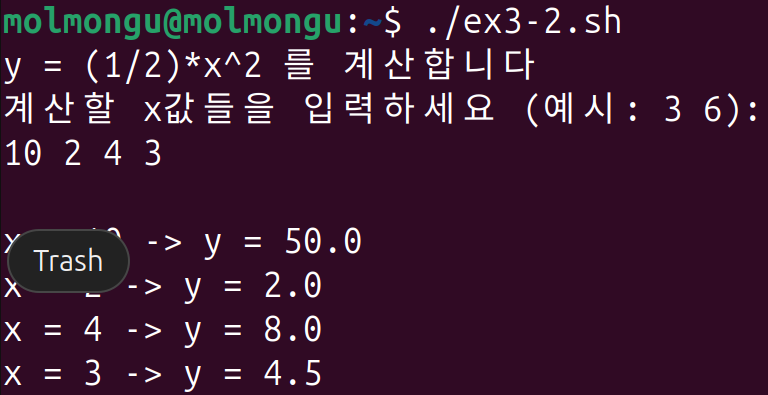 molmongu@molmongu:~$ ./ex3-2.sh
y = (1/2)*x^2 를 계산합니다
계산할 x값들을 입력하세요 (예시: 3 6):
10 2 4 3
-> y = 50.0
Trash
-> y = 2.0
x = 4 -> y = 8.0
x = 3 -> y = 4.5